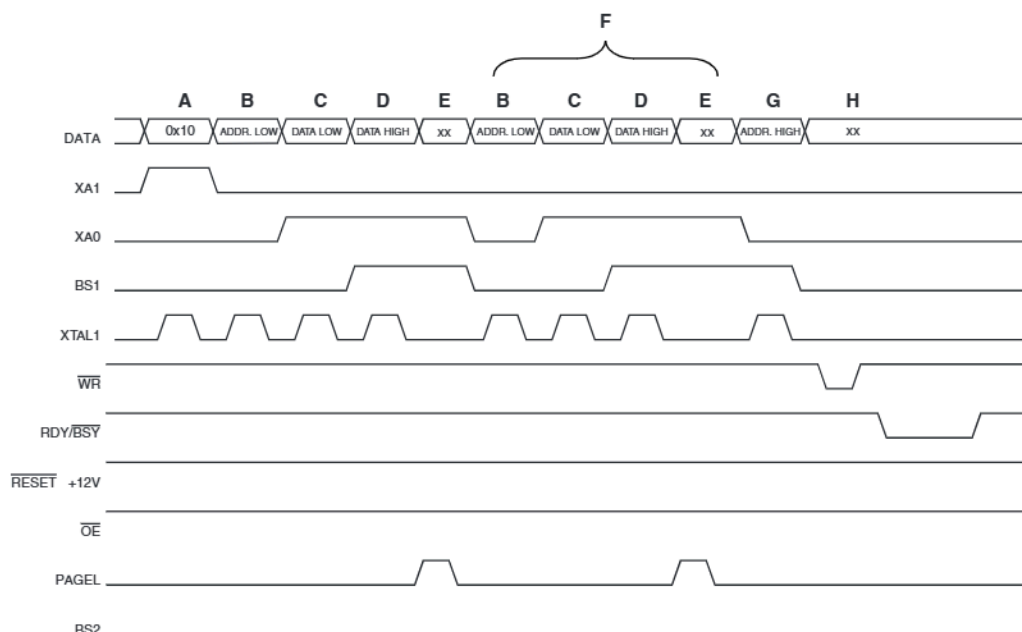 F
A B C D E B C D E G H
DATA 0x10 ADDR. LOW DATA LOW DATA HIGH xx ADDR. LOW DATA LOW DATA HIGH xx ADDR. HIGH xx
XA1
XA0
BS1
XTAL1
WR
RDY/BSY
RESET +12V
OE
PAGEL
BS2